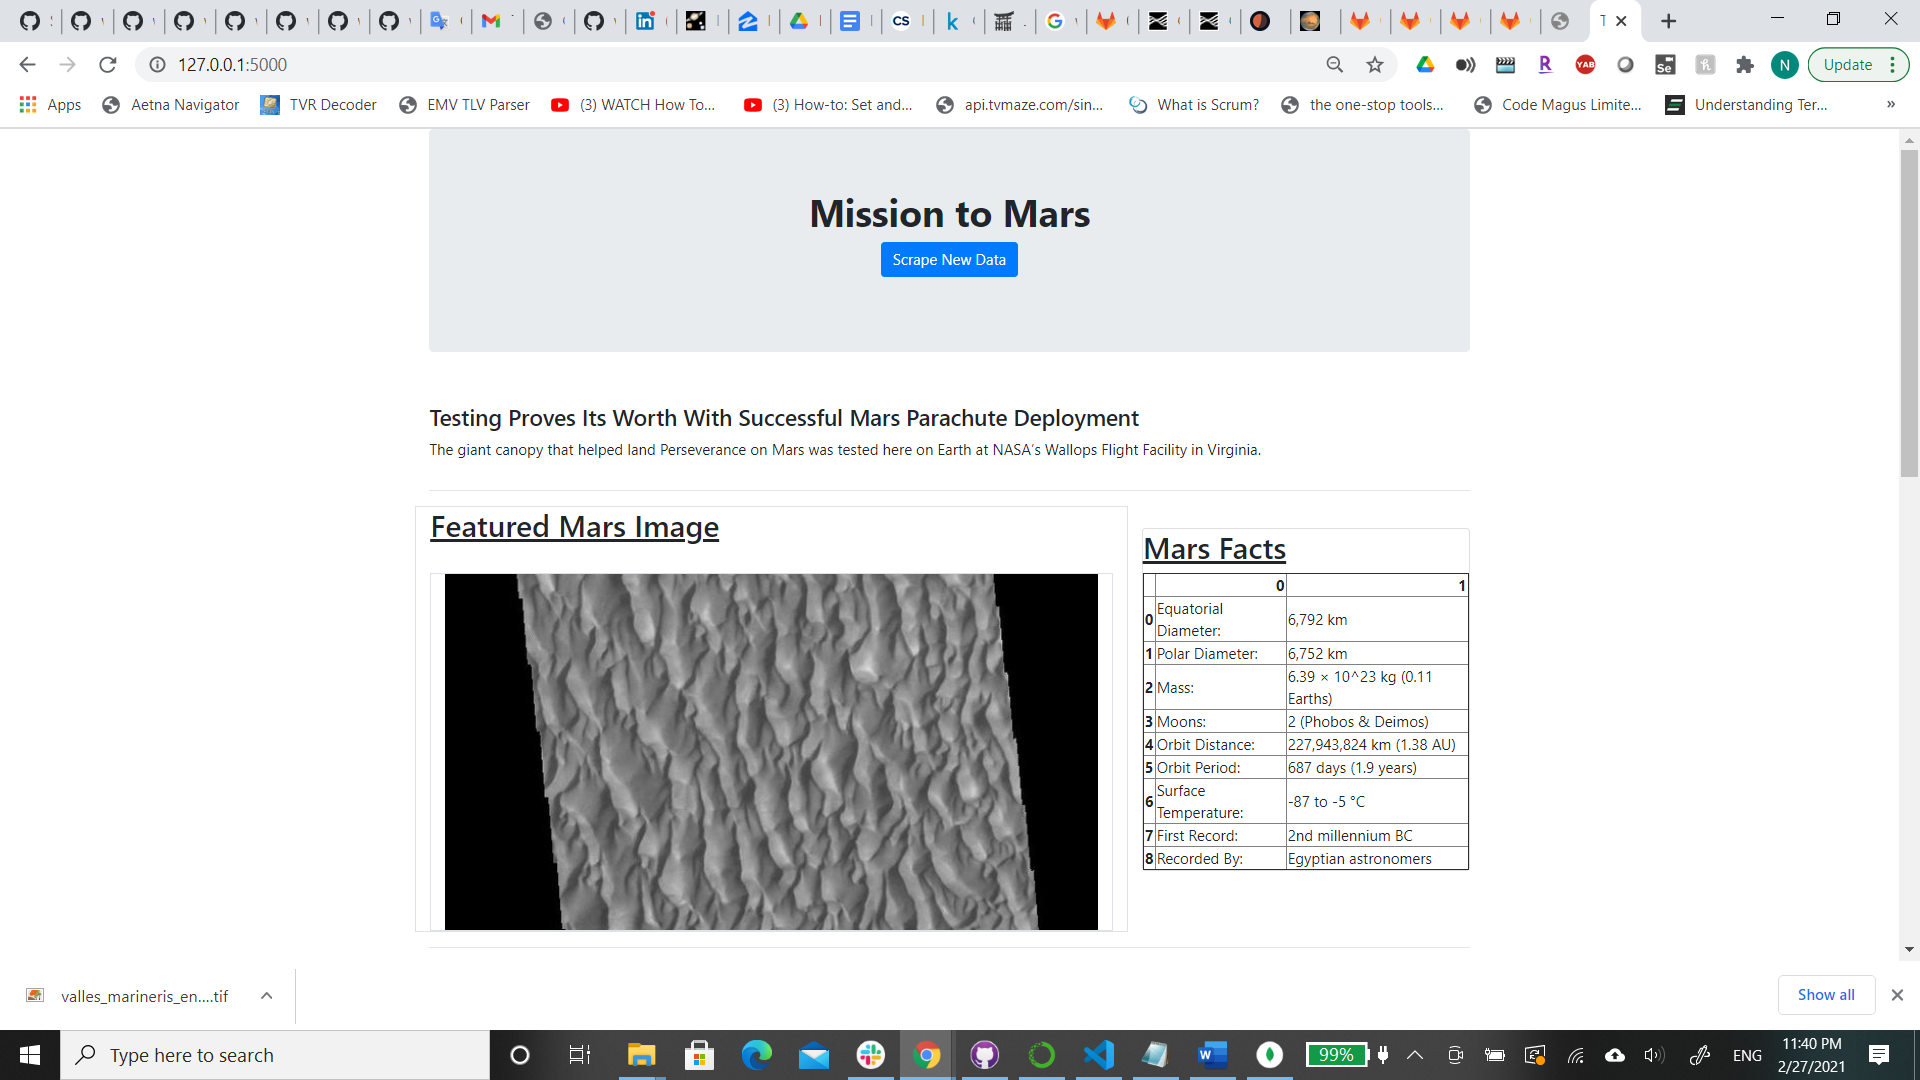 127.0.0.1:5000
Update
Apps
Aetna Navigator
TVR Decoder
EMV TLV Parser
(3) WATCH How To...
(3) How-to: Set and...
api.tvmaze.com/sin...
What is Scrum?
the one-stop tools...
Code Magus Limite...
Understanding Ter...
»
Mission to Mars
Scrape New Data
Testing Proves Its Worth With Successful Mars Parachute Deployment
The giant canopy that helped land Perseverance on Mars was tested here on Earth at NASA's Wallops Flight Facility in Virginia.
Featured Mars Image
Mars Facts
0 1
0 Equatorial Diameter: 6,792 km
1 Polar Diameter: 6,752 km
2 Mass: 6.39 × 10^23 kg (0.11 Earths)
3 Moons: 2 (Phobos & Deimos)
4 Orbit Distance: 227,943,824 km (1.38 AU)
5 Orbit Period: 687 days (1.9 years)
6 Surface Temperature: -87 to -5 °C
7 First Record: 2nd millennium BC
8 Recorded By: Egyptian astronomers
valles_marineris_en....tif
Show all
Type here to search
99%
ENG
11:40 PM
2/27/2021